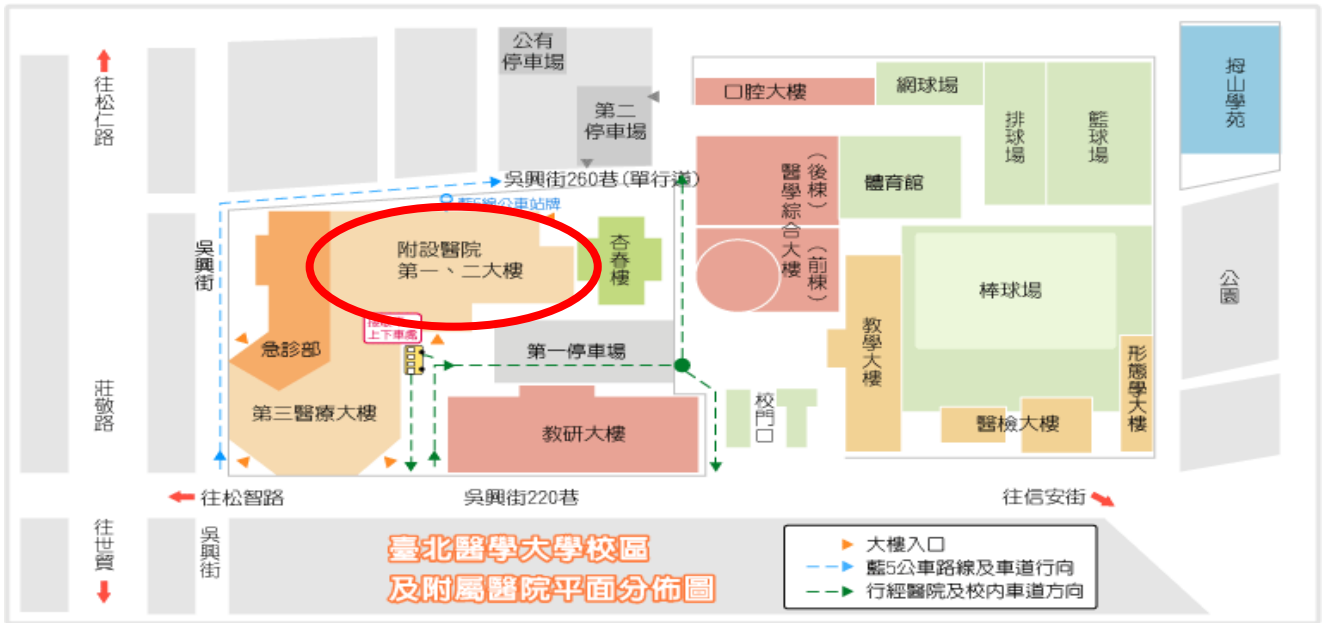 公有
停車場
第二
停車場
往松仁路
口腔大樓
網球場
排球場
籃球場
拇山學苑
吳興街260巷(單行道)
藍5線公車站牌
醫學綜合大樓
(後棟)
(前棟)
體育館
吳興街
附設醫院
第一、二大樓
杏春樓
棒球場
公園
上下車處
急診部
第一停車場
教學大樓
形態學大樓
莊敬路
第三醫療大樓
教研大樓
校門口
醫檢大樓
往松智路
吳興街220巷
往信安街
往世貿
吳興街
臺北醫學大學校區
及附屬醫院平面分佈圖
大樓入口
藍5公車路線及車道行向
行經醫院及校內車道方向